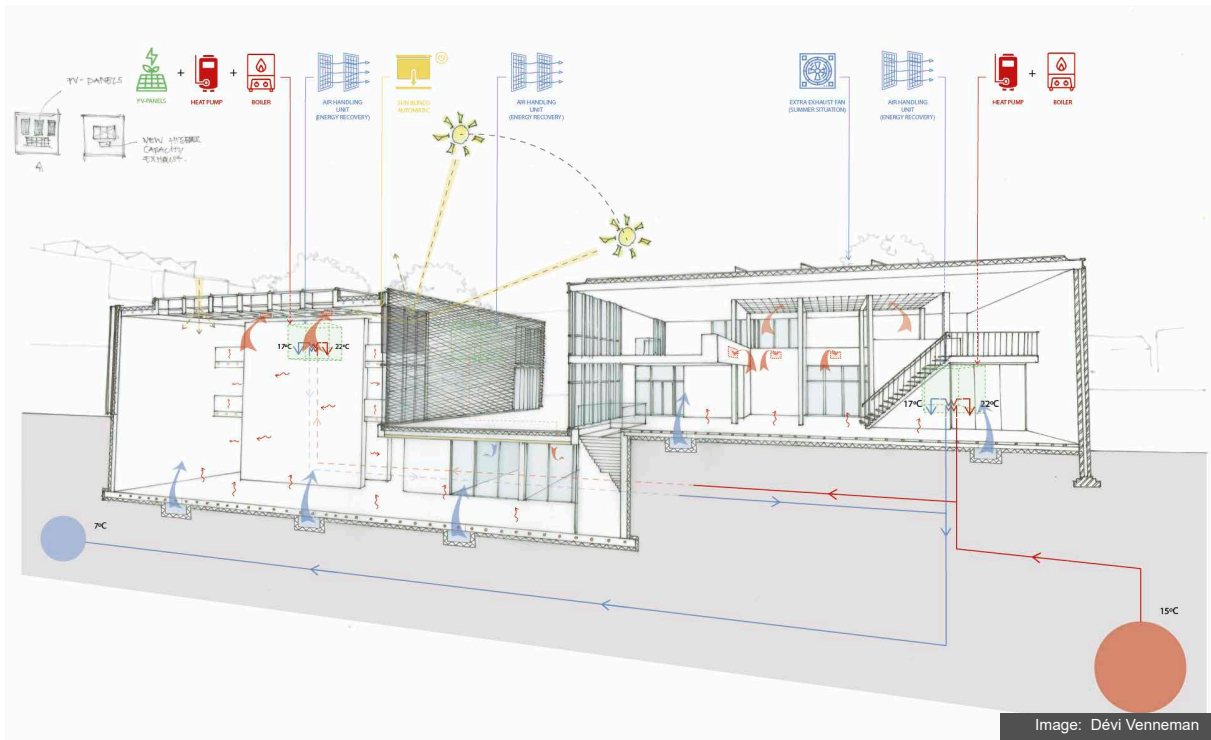 PV-PANELS
NEW HIGHER
CAPACITY
EXHAUST.
A
PV-PANELS
+
HEAT PUMP
+
BOILER
AIR HANDLING
UNIT
(ENERGY RECOVERY)
SUN BLINDS
AUTOMATIC
AIR HANDLING
UNIT
(ENERGY RECOVERY)
EXTRA EXHAUST FAN
(SUMMER SITUATION)
AIR HANDLING
UNIT
(ENERGY RECOVERY)
HEAT PUMP
+
BOILER
17ºC
22ºC
17ºC
22ºC
7ºC
15ºC
Image: Dévi Venneman